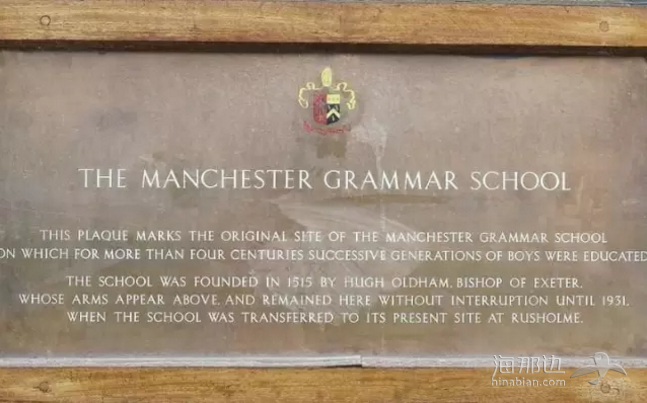 THE MANCHESTER GRAMMAR SCHOOL
THIS PLAQUE MARKS THE ORIGINAL SITE OF THE MANCHESTER GRAMMAR SCHOOL
ON WHICH FOR MORE THAN FOUR CENTURIES SUCCESSIVE GENERATIONS OF BOYS WERE EDUCATED
THE SCHOOL WAS FOUNDED IN 1515 BY HUGH OLDHAM, BISHOP OF EXETER,
WHOSE ARMS APPEAR ABOVE, AND REMAINED HERE WITHOUT INTERRUPTION UNTIL 1931,
WHEN THE SCHOOL WAS TRANSFERRED TO ITS PRESENT SITE AT RUSHOLME.
海那边
hinabian.com